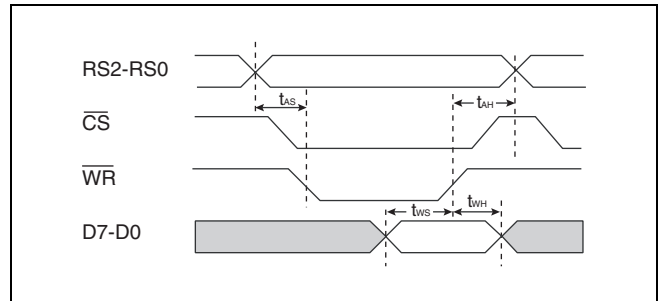 RS2-RS0
tAS
tAH
CS
WR
tWS
tWH
D7-D0